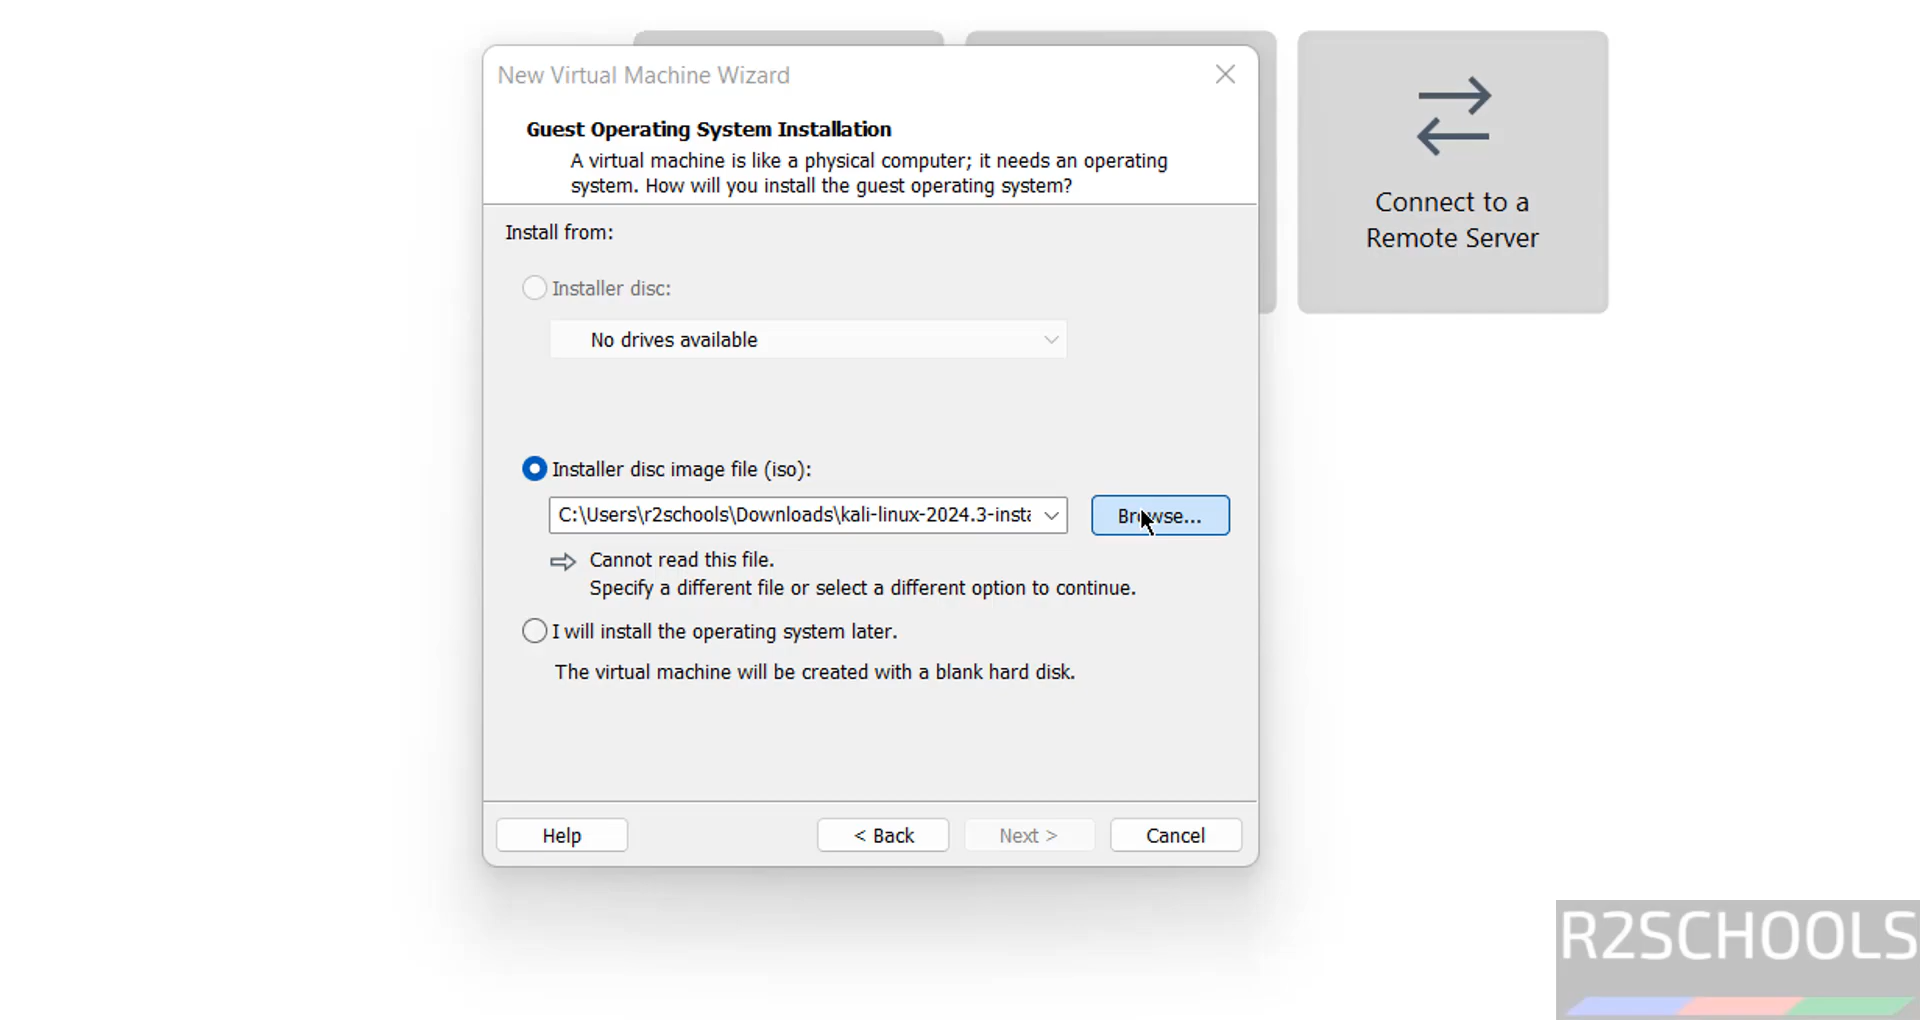 New Virtual Machine Wizard
Guest Operating System Installation
A virtual machine is like a physical computer; it needs an operating
system. How will you install the guest operating system?
Install from:
Installer disc:
No drives available
Installer disc image file (iso):
C:\Users\r2schools\Downloads\kali-linux-2024.3-insta
Browse...
Cannot read this file.
Specify a different file or select a different option to continue.
I will install the operating system later.
The virtual machine will be created with a blank hard disk.
Help
< Back
Next >
Cancel
Connect to a
Remote Server
R2SCHOOLS